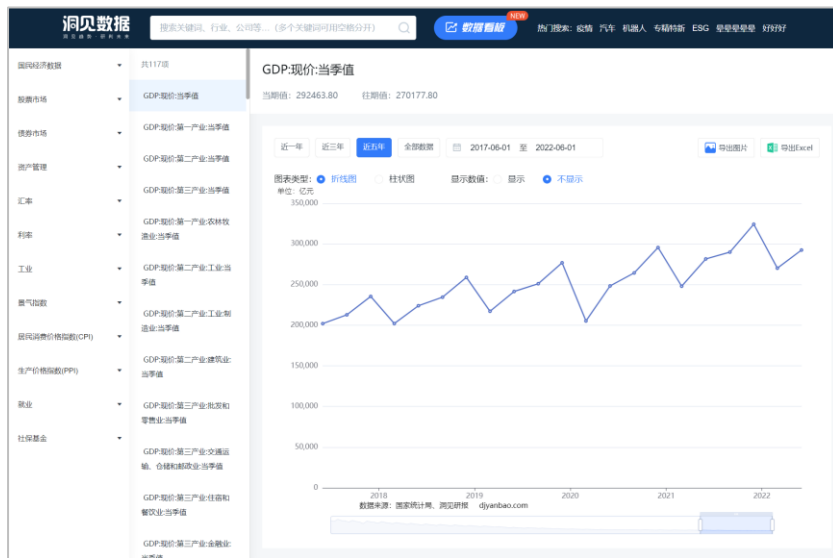 洞见数据
洞见趋势·研判未来
搜索关键词、行业、公司等...（多个关键词可用空格分开）
数据看板
NEW
热门搜索：疫情 汽车 机器人 专精特新 ESG 垒垒垒垒垒 好好好
国民经济数据
股票市场
债券市场
资产管理
汇率
利率
工业
景气指数
居民消费价格指数(CPI)
生产价格指数(PPI)
就业
社保基金
共117项
GDP:现价:当季值
GDP:现价:第一产业:当季值
GDP:现价:第二产业:当季值
GDP:现价:第三产业:当季值
GDP:现价:第一产业:农林牧
渔业:当季值
GDP:现价:第二产业:工业:当
季值
GDP:现价:第二产业:工业:制
造业:当季值
GDP:现价:第二产业:建筑业:
当季值
GDP:现价:第三产业:批发和
零售业:当季值
GDP:现价:第三产业:交通运
输、仓储和邮政业:当季值
GDP:现价:第三产业:住宿和
餐饮业:当季值
GDP:现价:第三产业:金融业:
GDP:现价:当季值
当期值：292463.80 往期值：270177.80
近一年 近三年 近五年 全部数据 2017-06-01 至 2022-06-01 导出图片 导出Excel
图表类型： 折线图 柱状图 显示数值： 显示 不显示
单位：亿元
350,000
300,000
250,000
200,000
150,000
100,000
50,000
0
2018 2019 2020 2021 2022
数据来源：国家统计局、洞见研报 djyanbao.com